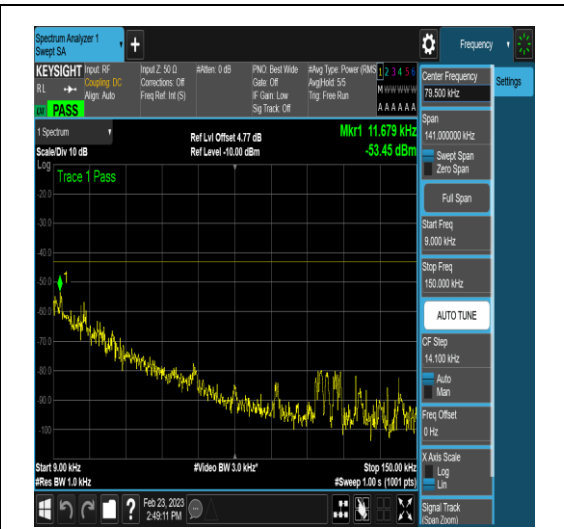 Spectrum Analyzer 1
Swept SA
+
Frequency
KEYSIGHT
RL
PASS
Input: RF
Coupling: DC
Align: Auto
Input Z: 50 Ω
Corrections: Off
Freq Ref: Int (S)
#Atten: 0 dB
PNO: Best Wide
Gate: Off
IF Gain: Low
Sig Track: Off
#Avg Type: Power (RMS
Avg|Hold: 5/5
Trig: Free Run
1 2 3 4 5 6
M W W W W W
A A A A A A
1 Spectrum
Scale/Div 10 dB
Ref Lvl Offset 4.77 dB
Ref Level -10.00 dBm
Mkr1 11.679 kHz
-53.45 dBm
Log
Trace 1 Pass
-20.0
-30.0
-40.0
-50.0
-60.0
-70.0
-80.0
-90.0
-100
1
Start 9.00 kHz
#Res BW 1.0 kHz
#Video BW 3.0 kHz*
Stop 150.00 kHz
#Sweep 1.00 s (1001 pts)
Feb 23, 2023
2:49:11 PM
Center Frequency
79.500 kHz
Settings
Span
141.000000 kHz
Swept Span
Zero Span
Full Span
Start Freq
9.000 kHz
Stop Freq
150.000 kHz
AUTO TUNE
CF Step
14.100 kHz
Auto
Man
Freq Offset
0 Hz
X Axis Scale
Log
Lin
Signal Track
(Span Zoom)